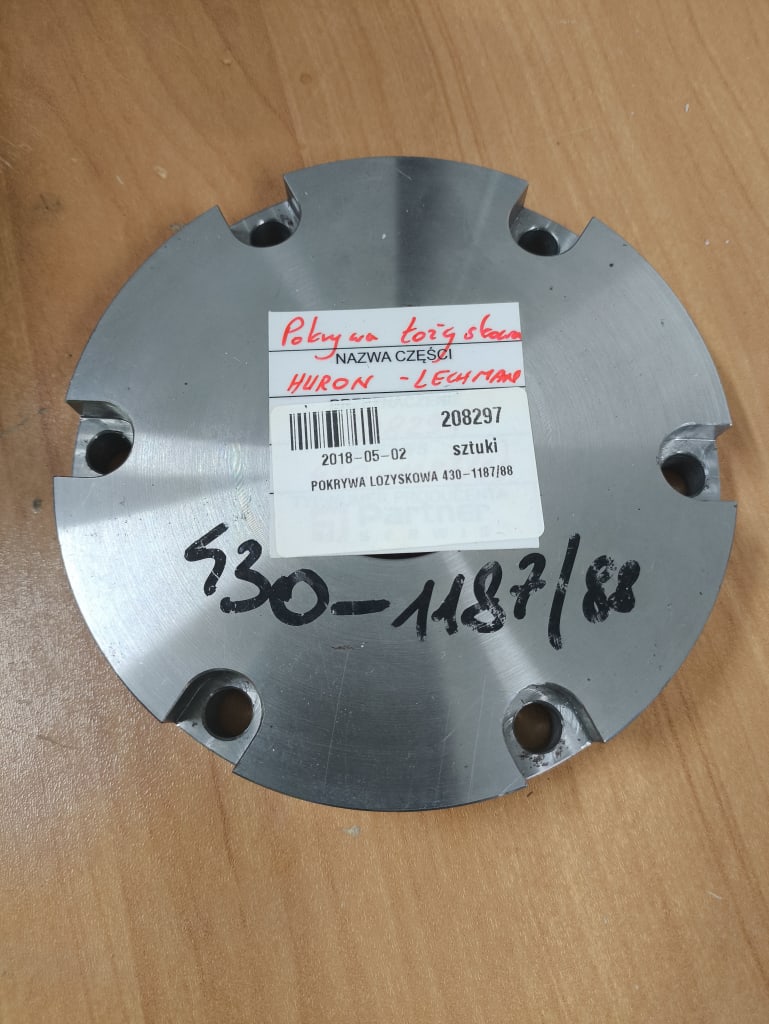 Pokrywa łożyskowa
NAZWA CZĘŚCI
HURON - LECHMAN
208297
2018-05-02
sztuki
POKRYWA LOZYSKOWA 430-1187/88
Partner
430-1187/88